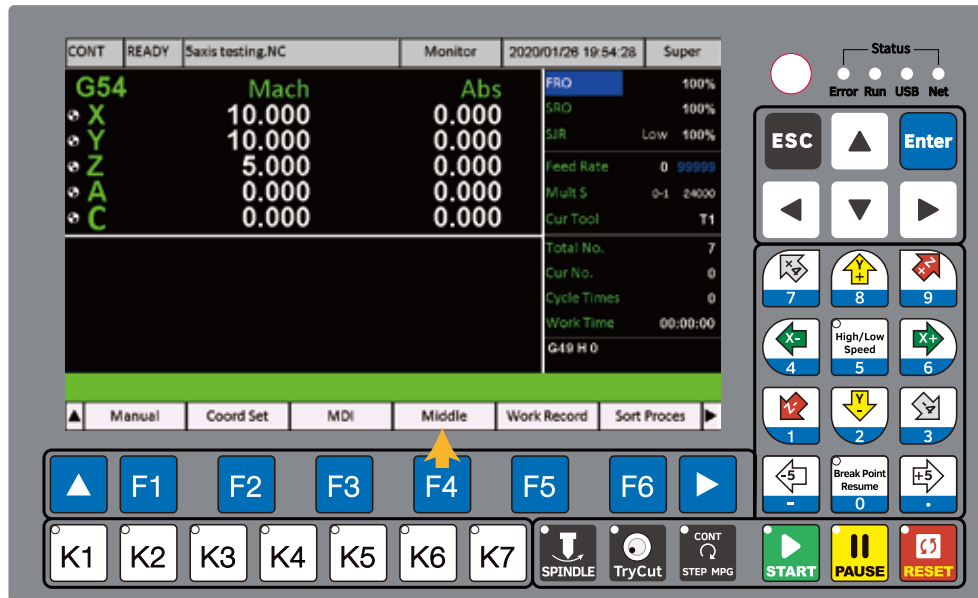 CONT READY 5axis testing.NC Monitor 2020/01/26 19:54:28 Super
G54 Mach Abs
X 10.000 0.000
Y 10.000 0.000
Z 5.000 0.000
A 0.000 0.000
C 0.000 0.000
FRO 100%
SRO 100%
SJR Low 100%
Feed Rate 0 99999
Mult S 0-1 24000
Cur Tool T1
Total No. 7
Cur No. 0
Cycle Times 0
Work Time 00:00:00
G49 H 0
Manual Coord Set MDI Middle Work Record Sort Proces
F1 F2 F3 F4 F5 F6
K1 K2 K3 K4 K5 K6 K7
SPINDLE TryCut CONT
STEP MPG
Status
Error Run USB Net
ESC Enter
4 Y+ Z
7 8 9
X- High/Low Speed X+
4 5 6
Z- Y- 4-
1 2 3
-5 Break Point Resume +5
- 0 .
START PAUSE RESET